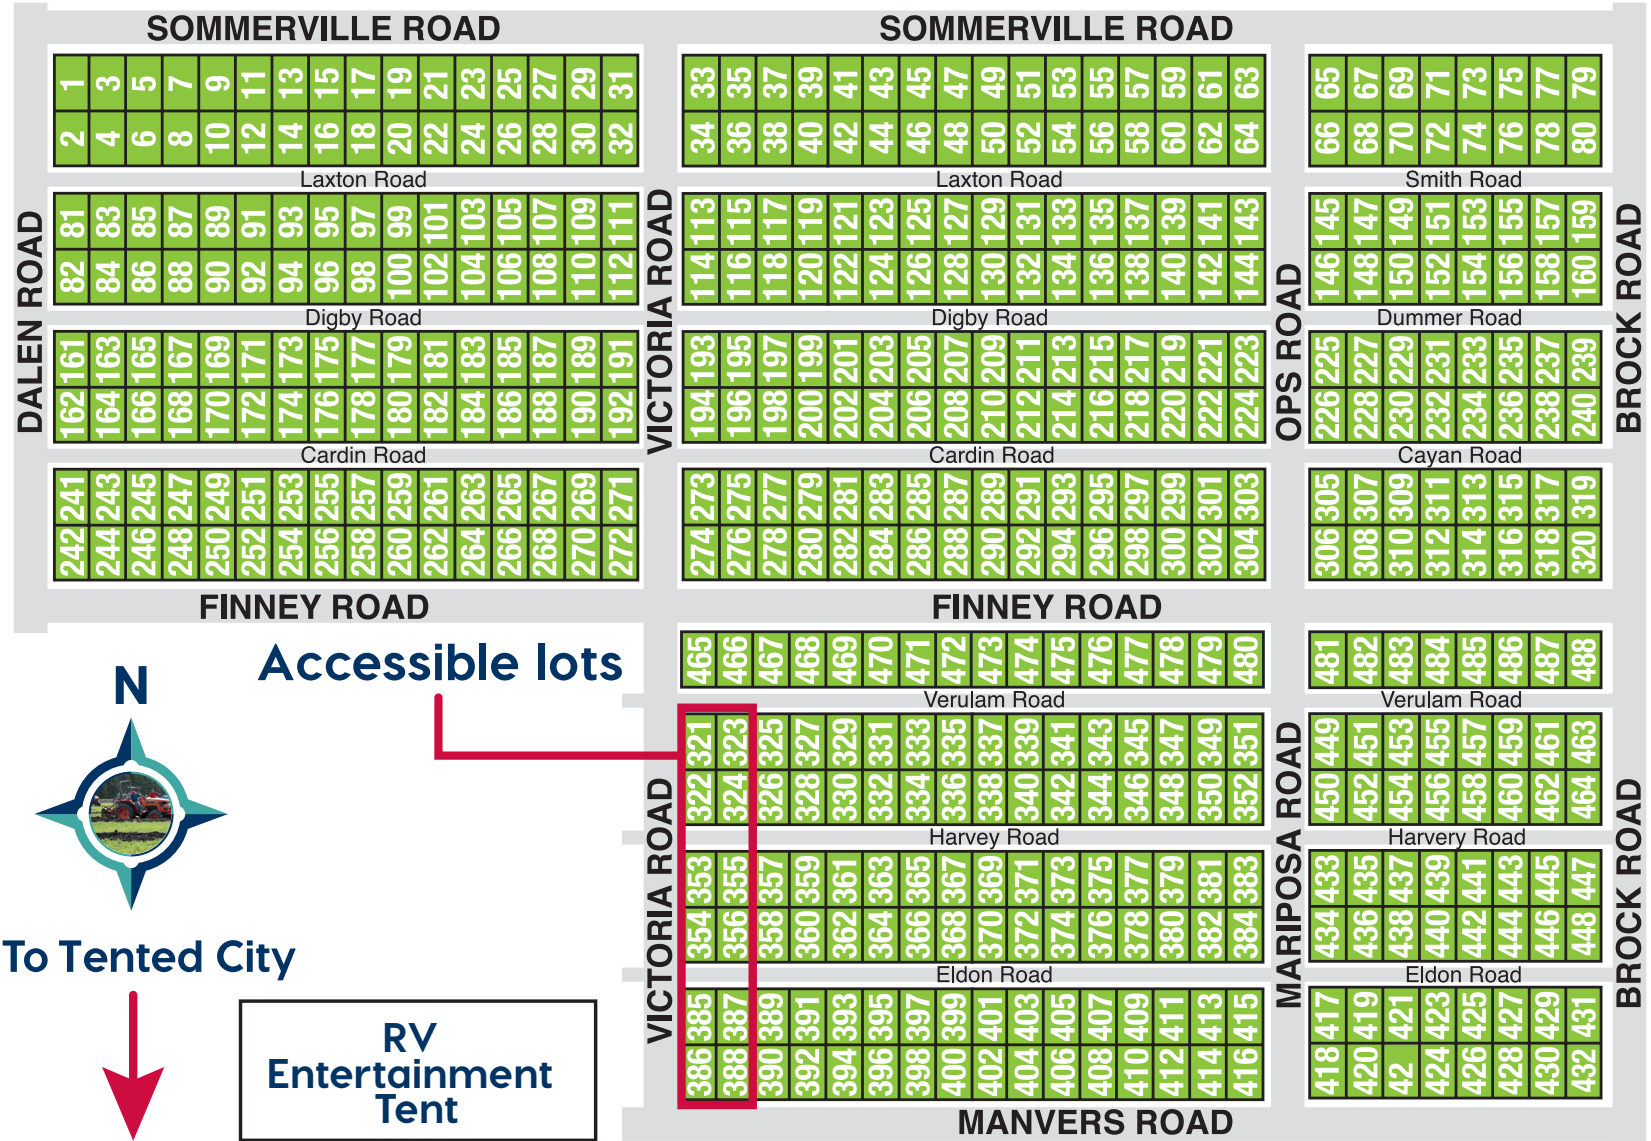 SOMMERVILLE ROAD SOMMERVILLE ROAD
1 3 5 7 9 11 13 15 17 19 21 23 25 27 29 31 33 35 37 39 41 43 45 47 49 51 53 55 57 59 61 63 65 67 69 71 73 75 77 79
2 4 6 8 10 12 14 16 18 20 22 24 26 28 30 32 34 36 38 40 42 44 46 48 50 52 54 56 58 60 62 64 66 68 70 72 74 76 78 80
Laxton Road Laxton Road Smith Road
81 83 85 87 89 91 93 95 97 99 101 103 105 107 109 111 113 115 117 119 121 123 125 127 129 131 133 135 137 139 141 143 145 147 149 151 153 155 157 159
82 84 86 88 90 92 94 96 98 100 102 104 106 108 110 112 114 116 118 120 122 124 126 128 130 132 134 136 138 140 142 144 146 148 150 152 154 156 158 160
DALEN ROAD
VICTORIA ROAD
OPS ROAD
BROCK ROAD
Digby Road Digby Road Dummer Road
161 163 165 167 169 171 173 175 177 179 181 183 185 187 189 191 193 195 197 199 201 203 205 207 209 211 213 215 217 219 221 223 225 227 229 231 233 235 237 239
162 164 166 168 170 172 174 176 178 180 182 184 186 188 190 192 194 196 198 200 202 204 206 208 210 212 214 216 218 220 222 224 226 228 230 232 234 236 238 240
Cardin Road Cardin Road Cayan Road
241 243 245 247 249 251 253 255 257 259 261 263 265 267 269 271 273 275 277 279 281 283 285 287 289 291 293 295 297 299 301 303 305 307 309 311 313 315 317 319
242 244 246 248 250 252 254 256 258 260 262 264 266 268 270 272 274 276 278 280 282 284 286 288 290 292 294 296 298 300 302 304 306 308 310 312 314 316 318 320
FINNEY ROAD FINNEY ROAD
Accessible lots
465 466 467 468 469 470 471 472 473 474 475 476 477 478 479 480 481 482 483 484 485 486 487 488
N
Verulam Road Verulam Road
321 323 325 327 329 331 333 335 337 339 341 343 345 347 349 351 449 451 453 455 457 459 461 463
322 324 326 328 330 332 334 336 338 340 342 344 346 348 350 352 450 452 454 456 458 460 462 464
Harvey Road Harvery Road
VICTORIA ROAD
MARIPOSA ROAD
BROCK ROAD
353 355 357 359 361 363 365 367 369 371 373 375 377 379 381 383 433 435 437 439 441 443 445 447
354 356 358 360 362 364 366 368 370 372 374 376 378 380 382 384 434 436 438 440 442 444 446 448
To Tented City
Eldon Road Eldon Road
385 387 389 391 393 395 397 399 401 403 405 407 409 411 413 415 417 419 421 423 425 427 429 431
386 388 390 392 394 396 398 400 402 404 406 408 410 412 414 416 418 420 42 424 426 428 430 432
RV
Entertainment
Tent
MANVERS ROAD